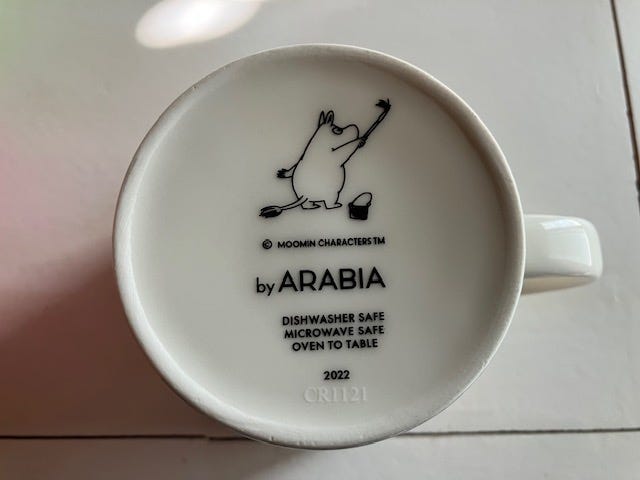 © MOOMIN CHARACTERS TM
by ARABIA
DISHWASHER SAFE
MICROWAVE SAFE
OVEN TO TABLE
2022
CR1121